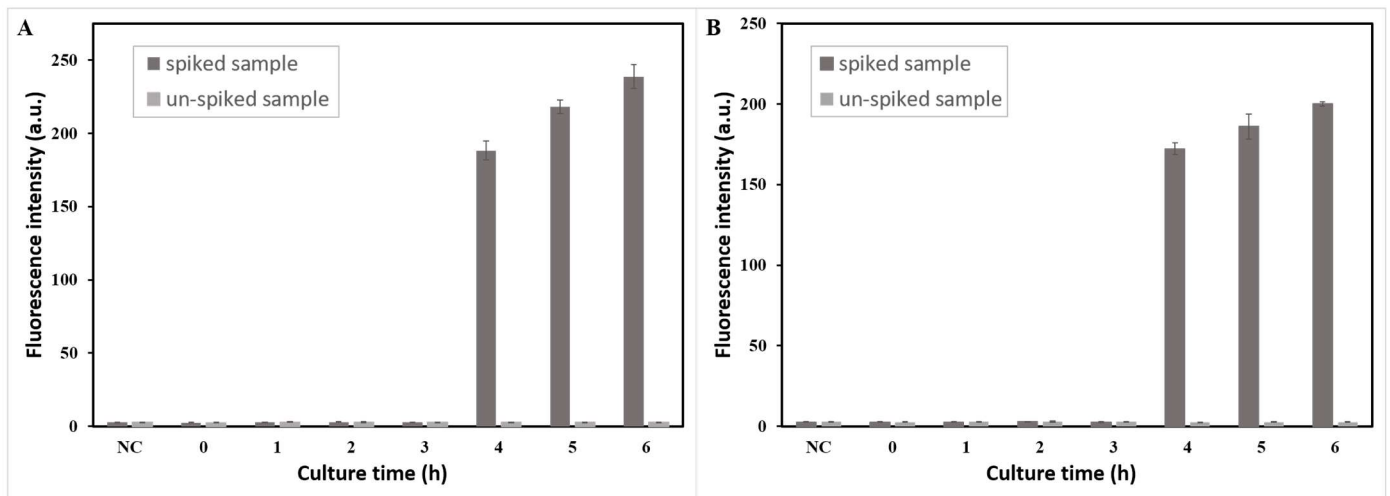 A
spiked sample
un-spiked sample
Fluorescence intensity (a.u.)
250
200
150
100
50
0
NC 0 1 2 3 4 5 6
Culture time (h)
B
spiked sample
un-spiked sample
Fluorescence intensity (a.u.)
250
200
150
100
50
0
NC 0 1 2 3 4 5 6
Culture time (h)